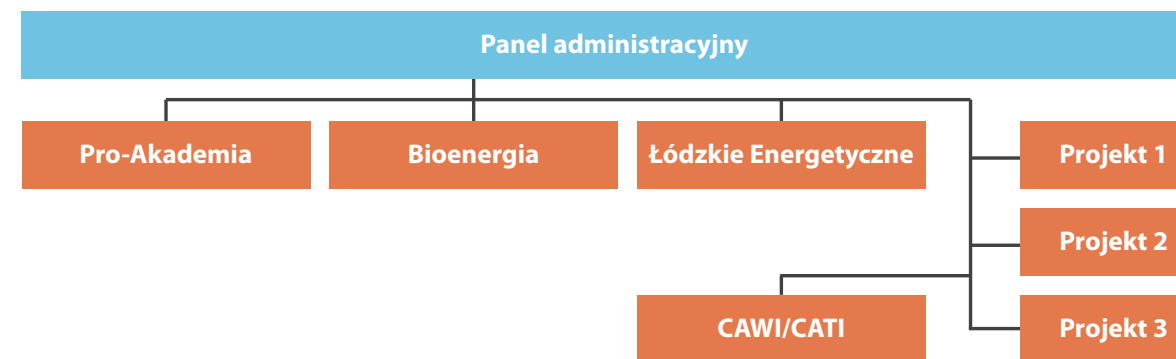 Panel administracyjny
Pro-Akademia
Bioenergia
Łódzkie Energetyczne
Projekt 1
Projekt 2
CAWI/CATI
Projekt 3